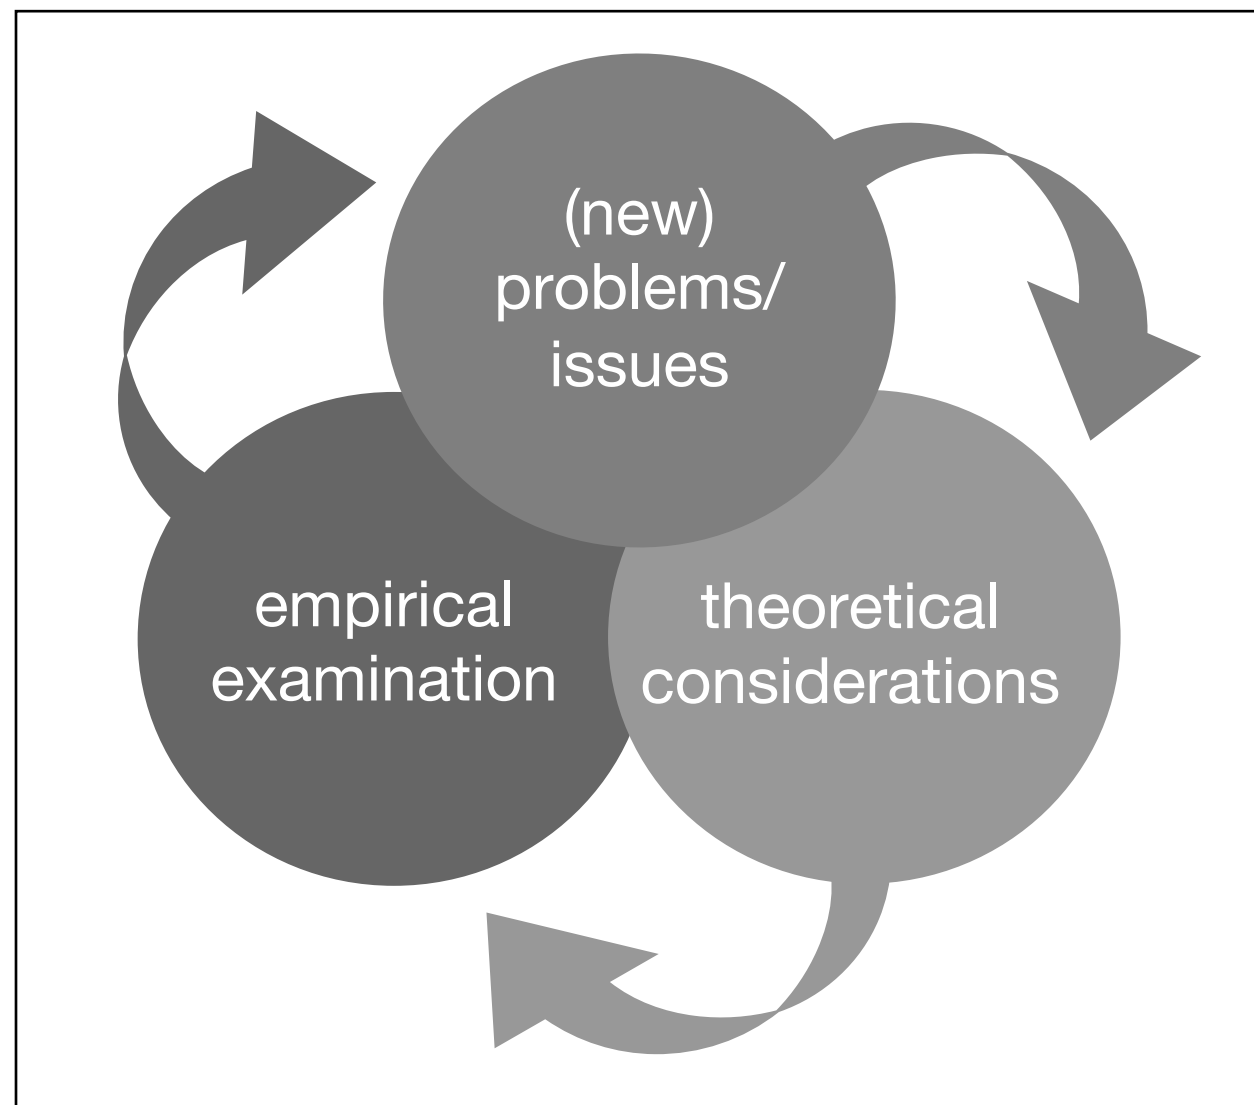 (new)
problems/
issues
empirical
examination
theoretical
considerations